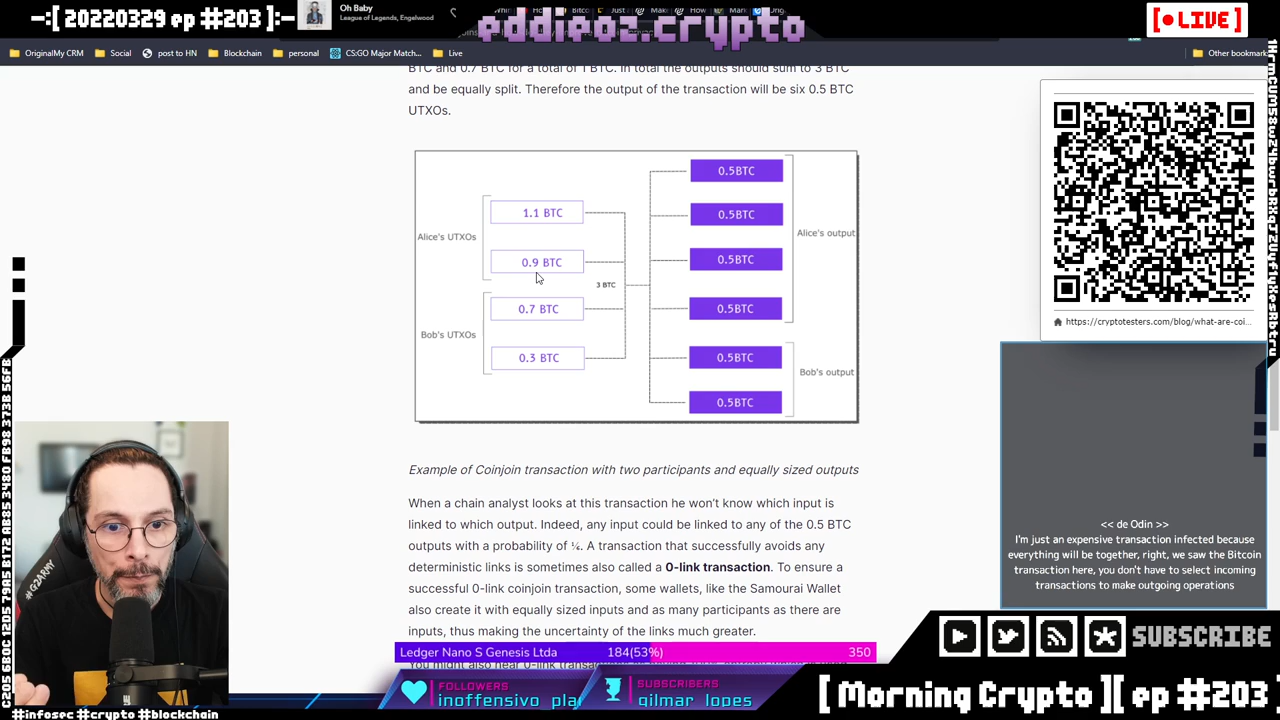 —:[ 20220329 ep #203 ]:—
Oh Baby
League of Legends, Engelwood
eddieoz.crypto
[ LIVE ]
OriginalMy CRM
Social
post to HN
Blockchain
personal
CS:GO Major Match...
Live
Other bookmark
BTC and 0.7 BTC for a total of 1 BTC. In total the outputs should sum to 3 BTC
and be equally split. Therefore the output of the transaction will be six 0.5 BTC
UTXOs.
Alice's UTXOs
1.1 BTC
0.9 BTC
Bob's UTXOs
0.7 BTC
0.3 BTC
3 BTC
0.5BTC
0.5BTC
0.5BTC
0.5BTC
0.5BTC
0.5BTC
Alice's output
Bob's output
https://cryptotesters.com/blog/what-are-coi...
Example of Coinjoin transaction with two participants and equally sized outputs
When a chain analyst looks at this transaction he won't know which input is
linked to which output. Indeed, any input could be linked to any of the 0.5 BTC
outputs with a probability of ¼. A transaction that successfully avoids any
deterministic links is sometimes also called a 0-link transaction. To ensure a
successful 0-link coinjoin transaction, some wallets, like the Samourai Wallet
also create it with equally sized inputs and as many participants as there are
inputs, thus making the uncertainty of the links much greater.
You might also hear 0-link transactions
<< de Odin >>
I'm just an expensive transaction infected because
everything will be together, right, we saw the Bitcoin
transaction here, you don't have to select incoming
transactions to make outgoing operations
#GGARMY
Ledger Nano S Genesis Ltda 184(53%) 350
FOLLOWERS
inoffensivo_pla
SUBSCRIBERS
gilmar_lopes
SUBSCRIBE
[ Morning Crypto ][ ep #203 ]
#infosec #crypto #blockchain